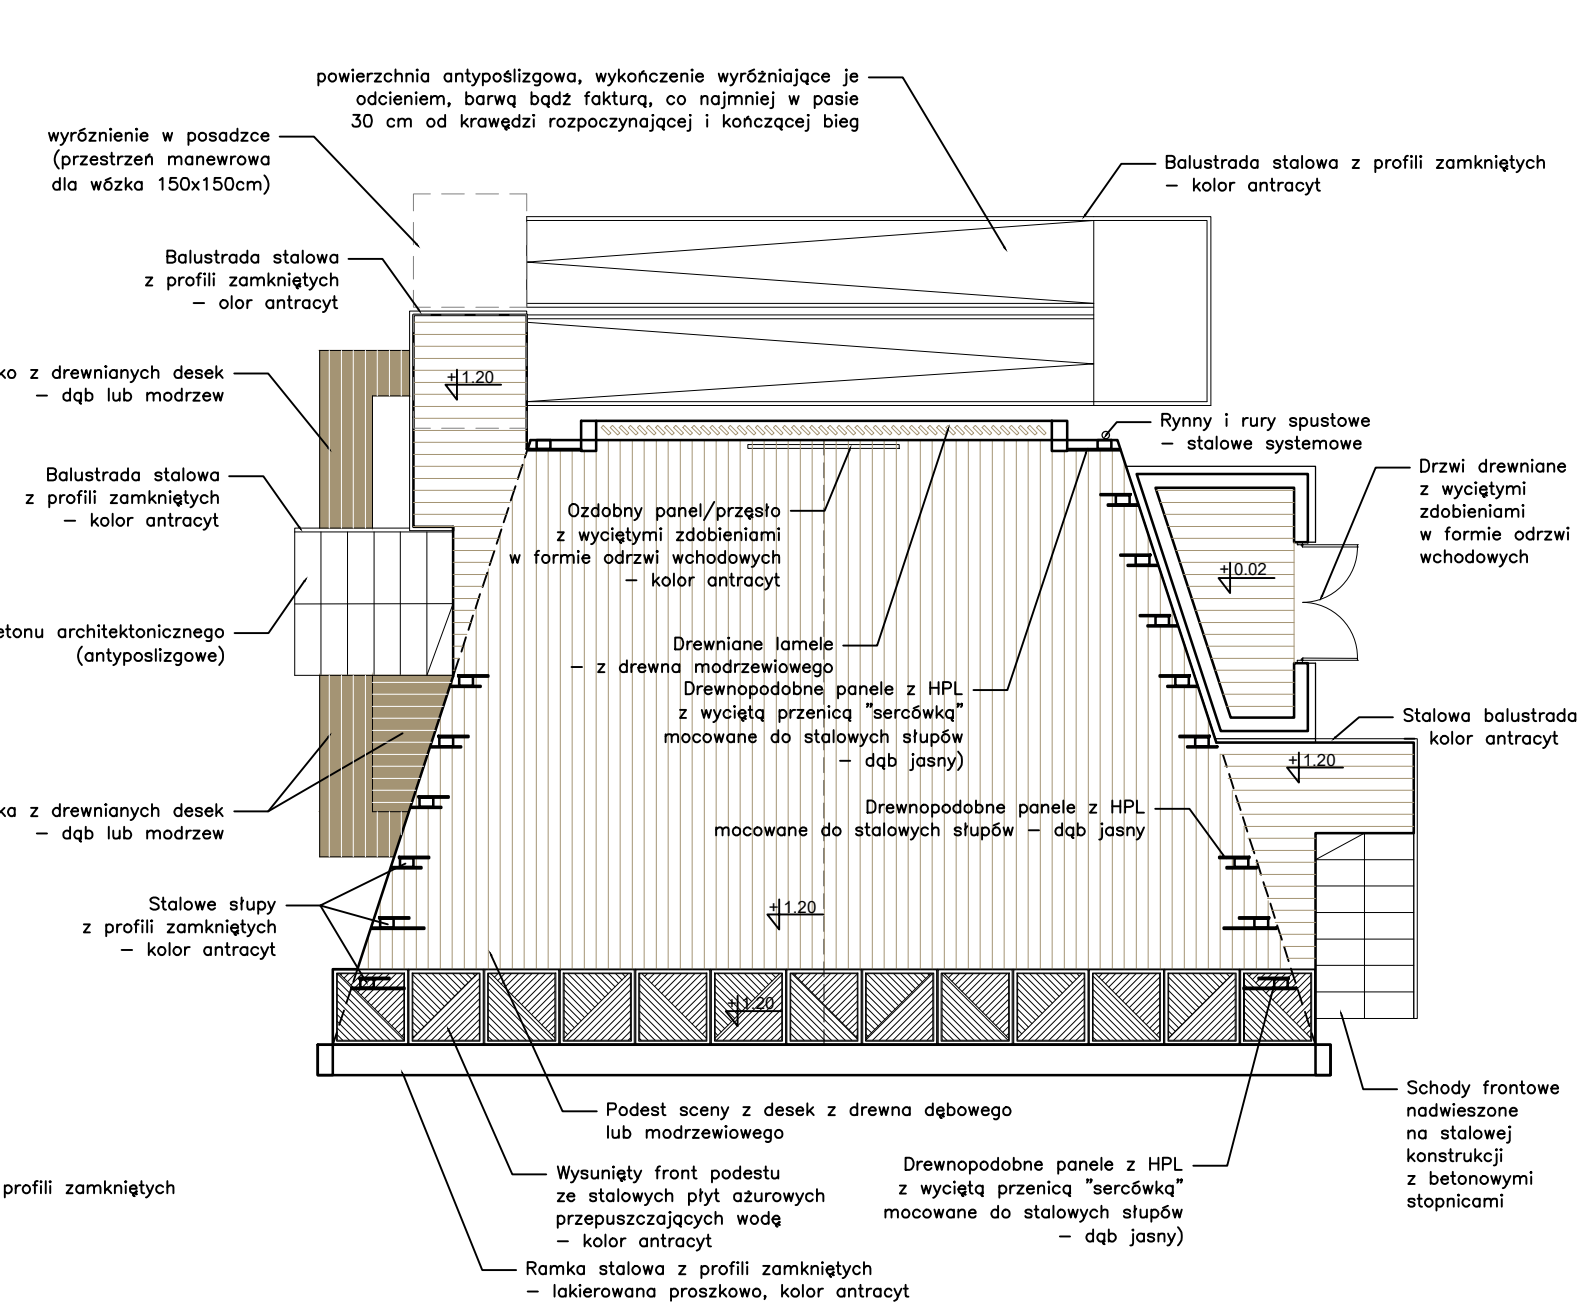 powierzchnia antypoślizgowa, wykończenie wyróżniające je
odcieniem, barwą bądź fakturą, co najmniej w pasie
30 cm od krawędzi rozpoczynającej i kończącej bieg
wyróznienie w posadzce
(przestrzeń manewrowa
dla wózka 150x150cm)
Balustrada stalowa z profili zamkniętych
– kolor antracyt
Balustrada stalowa
z profili zamkniętych
– olor antracyt
ko z drewnianych desek
– dąb lub modrzew
+1.20
Rynny i rury spustowe
– stalowe systemowe
Drzwi drewniane
z wyciętymi
zdobieniami
w formie odrzwi
wchodowych
Balustrada stalowa
z profili zamkniętych
– kolor antracyt
Ozdobny panel/przęsło
z wyciętymi zdobieniami
w formie odrzwi wchodowych
– kolor antracyt
+0.02
etonu architektonicznego
(antyposlizgowe)
Drewniane lamele
– z drewna modrzewiowego
Drewnopodobne panele z HPL
z wyciętą przenicą "sercówką"
mocowane do stalowych słupów
– dąb jasny)
Stalowa balustrada
kolor antracyt
+1.20
ka z drewnianych desek
– dąb lub modrzew
Drewnopodobne panele z HPL
mocowane do stalowych słupów – dąb jasny
Stalowe słupy
z profili zamkniętych
– kolor antracyt
+1.20
+1.20
Podest sceny z desek z drewna dębowego
lub modrzewiowego
Schody frontowe
nadwieszone
na stalowej
konstrukcji
z betonowymi
stopnicami
profili zamkniętych
Wysunięty front podestu
ze stalowych płyt ażurowych
przepuszczających wodę
– kolor antracyt
Drewnopodobne panele z HPL
z wyciętą przenicą "sercówką"
mocowane do stalowych słupów
– dąb jasny)
Ramka stalowa z profili zamkniętych
– lakierowana proszkowo, kolor antracyt